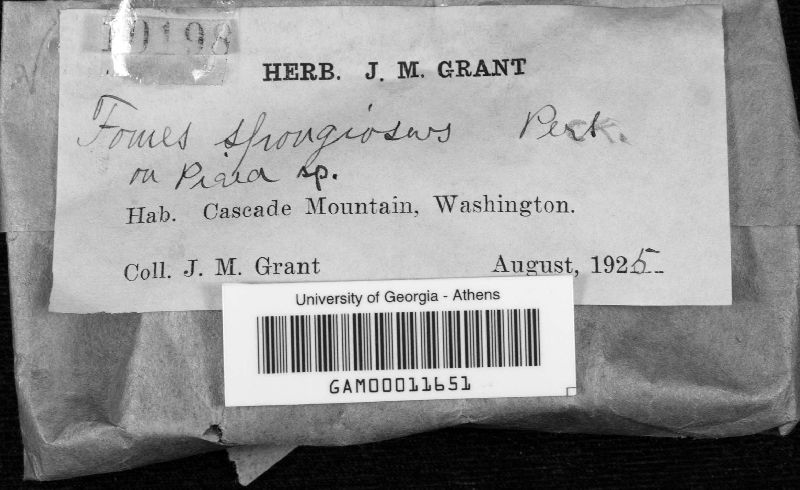 10198
HERB. J. M. GRANT
Fomes spongiosus Pers.
on Picea sp.
Hab. Cascade Mountain, Washington.
Coll. J. M. Grant August, 1925
University of Georgia - Athens
GAM00011651